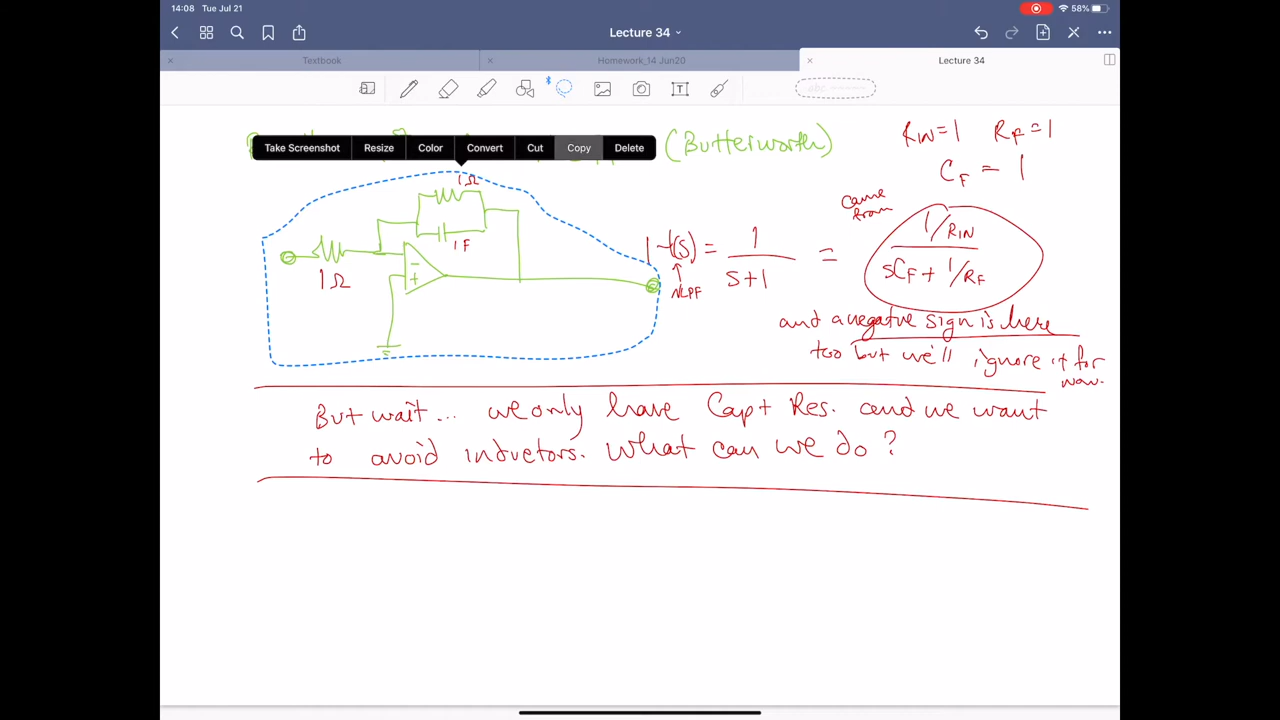 14:08 Tue Jul 21
58%
Lecture 34
Textbook
Homework_14 Jun20
Lecture 34
Take Screenshot Resize Color Convert Cut Copy Delete
(Butterworth)
RIN=1 RF=1
CF = 1
came from
1Ω
1F
1Ω
H(S) = 1/(S+1) = (1/RIN)/(SCF + 1/RF)
NLPF
and a negative sign is here
too but we'll ignore it for
now.
But wait... we only have Cap + Res. and we want
to avoid inductors. What can we do?